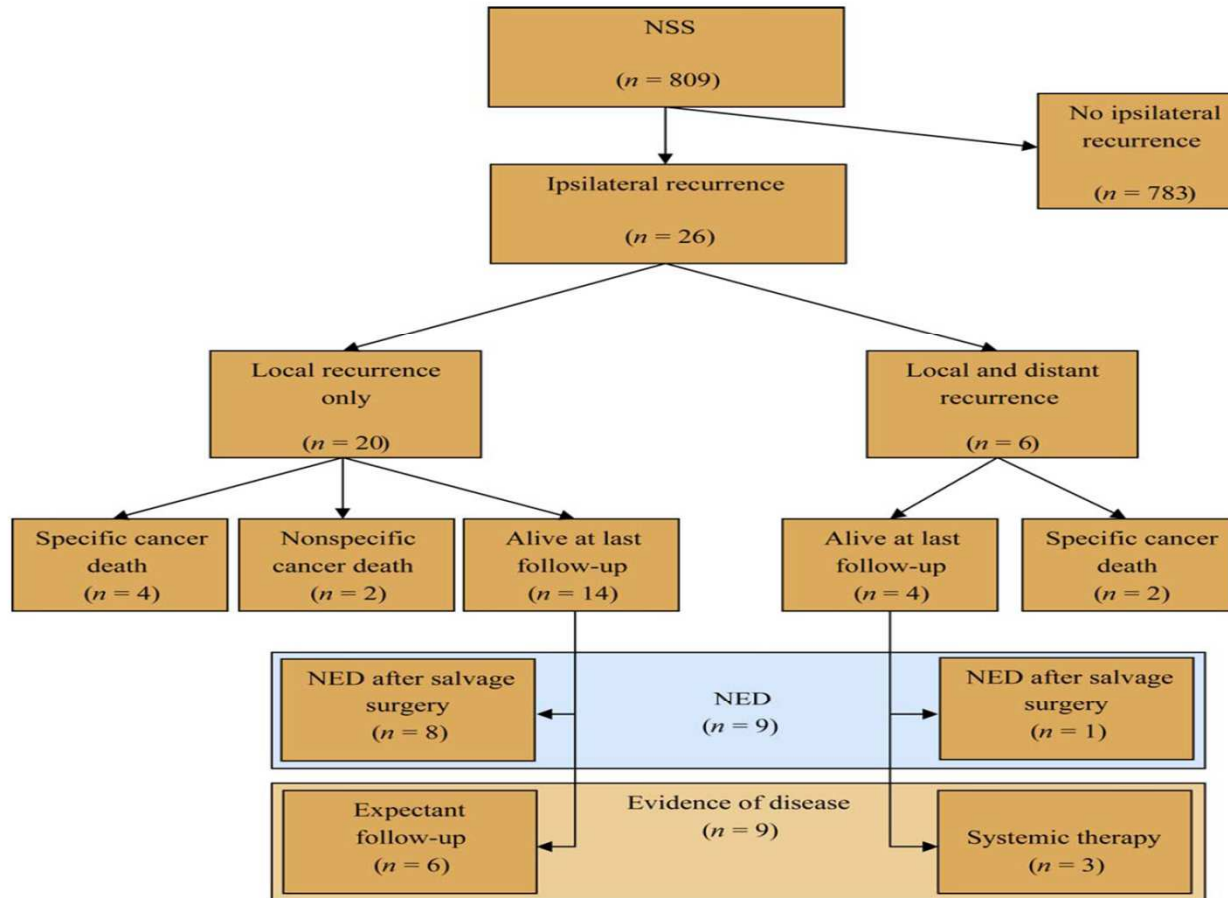 NSS
(n = 809)
No ipsilateral
recurrence
(n = 783)
Ipsilateral recurrence
(n = 26)
Local recurrence
only
(n = 20)
Local and distant
recurrence
(n = 6)
Specific cancer
death
(n = 4)
Nonspecific
cancer death
(n = 2)
Alive at last
follow-up
(n = 14)
Alive at last
follow-up
(n = 4)
Specific cancer
death
(n = 2)
NED after salvage
surgery
(n = 8)
NED
(n = 9)
NED after salvage
surgery
(n = 1)
Expectant
follow-up
(n = 6)
Evidence of disease
(n = 9)
Systemic therapy
(n = 3)